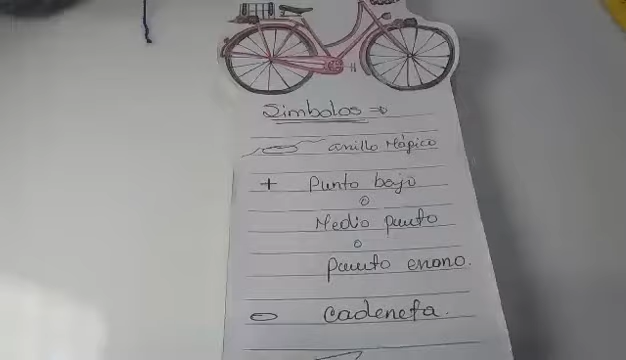 Simbolos →
anillo Mágico
+ Punto bajo
o
Medio punto
o
punto enano.
cadeneta.